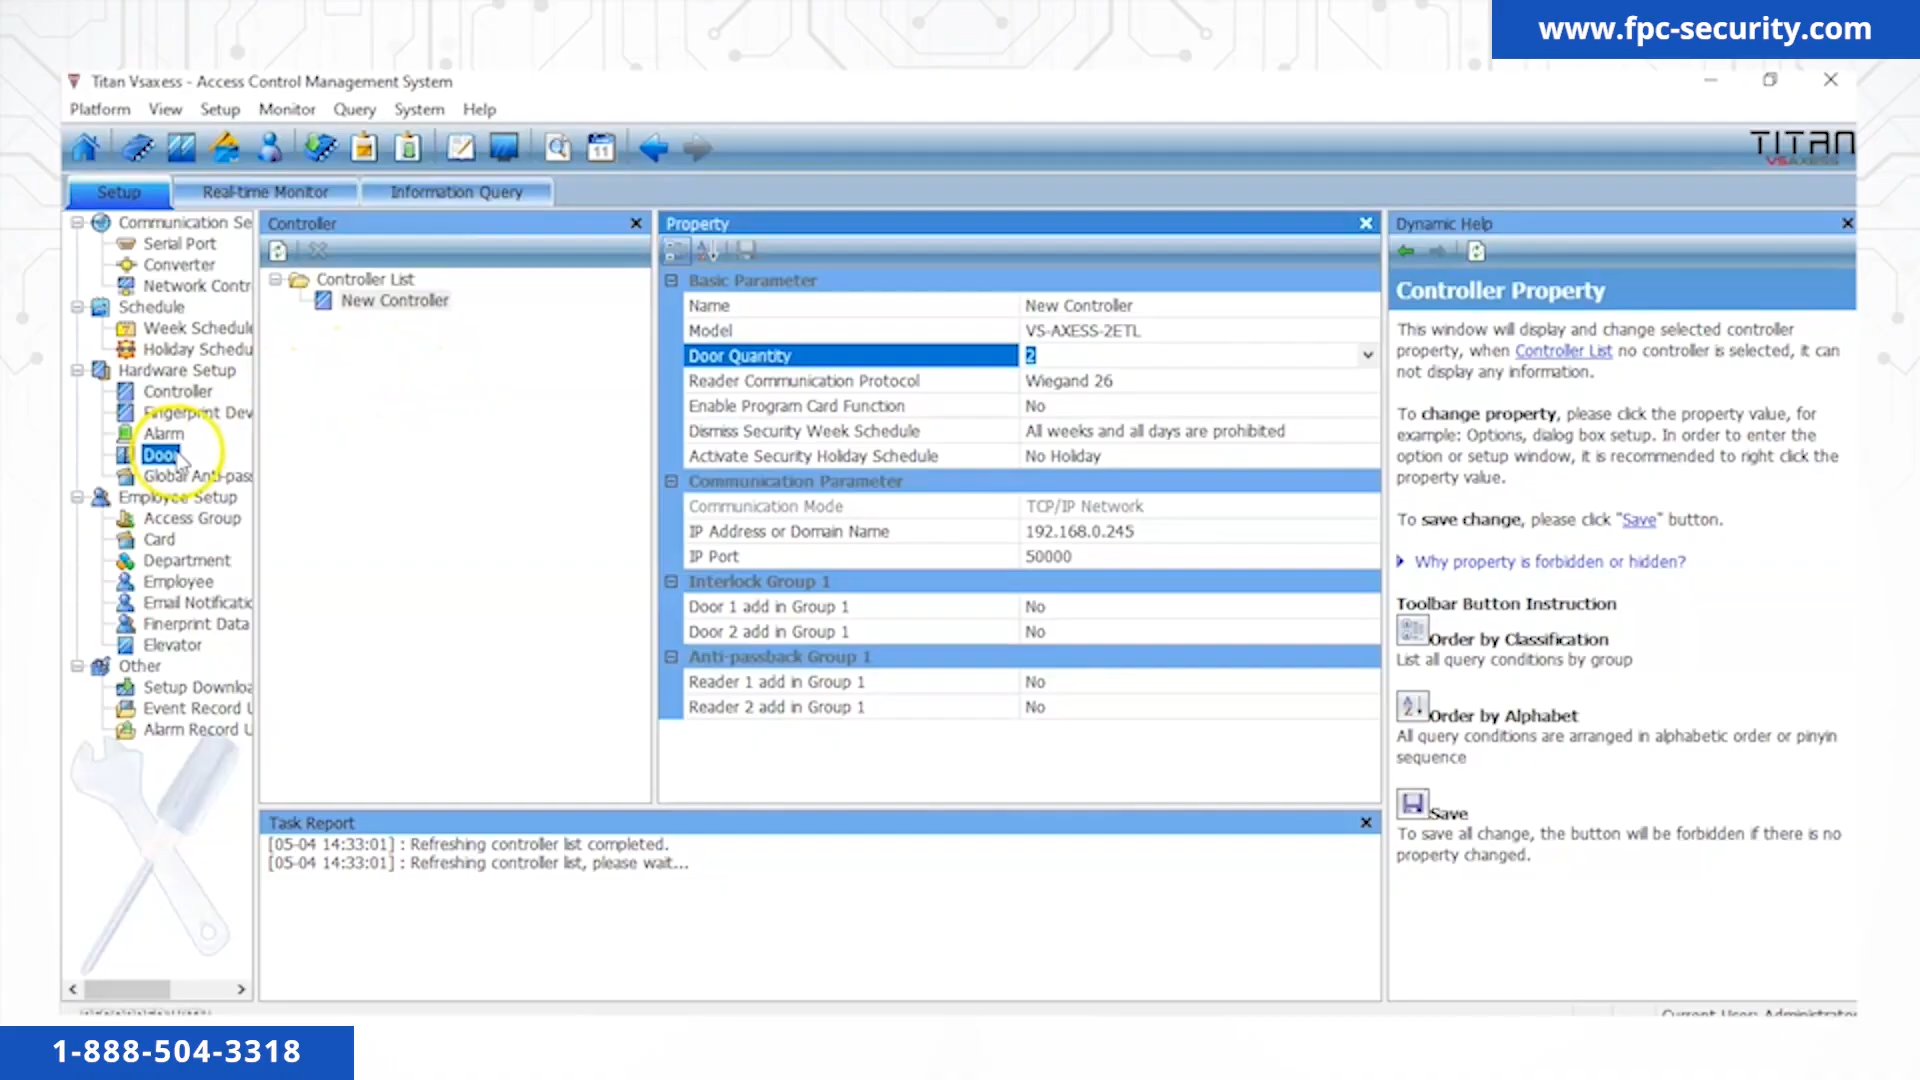 www.fpc-security.com
Titan Vsaxess - Access Control Management System
Platform View Setup Monitor Query System Help
TITAN
VSAXESS
Setup Real-time Monitor Information Query
Communication Se
Serial Port
Converter
Network Contr
Schedule
Week Schedule
Holiday Schedu
Hardware Setup
Controller
Fingerprint Dev
Alarm
Door
Global Anti-pass
Employee Setup
Access Group
Card
Department
Employee
Email Notificatic
Finerprint Data
Elevator
Other
Setup Downloa
Event Record U
Alarm Record U
Controller
Controller List
New Controller
Property
Basic Parameter
Name New Controller
Model VS-AXESS-2ETL
Door Quantity 2
Reader Communication Protocol Wiegand 26
Enable Program Card Function No
Dismiss Security Week Schedule All weeks and all days are prohibited
Activate Security Holiday Schedule No Holiday
Communication Parameter
Communication Mode TCP/IP Network
IP Address or Domain Name 192.168.0.245
IP Port 50000
Interlock Group 1
Door 1 add in Group 1 No
Door 2 add in Group 1 No
Anti-passback Group 1
Reader 1 add in Group 1 No
Reader 2 add in Group 1 No
Task Report
[05-04 14:33:01] : Refreshing controller list completed.
[05-04 14:33:01] : Refreshing controller list, please wait...
Dynamic Help
Controller Property
This window will display and change selected controller
property, when Controller List no controller is selected, it can
not display any information.
To change property, please click the property value, for
example: Options, dialog box setup. In order to enter the
option or setup window, it is recommended to right click the
property value.
To save change, please click "Save" button.
Why property is forbidden or hidden?
Toolbar Button Instruction
Order by Classification
List all query conditions by group
Order by Alphabet
All query conditions are arranged in alphabetic order or pinyin
sequence
Save
To save all change, the button will be forbidden if there is no
property changed.
Current User: Administrator
1-888-504-3318